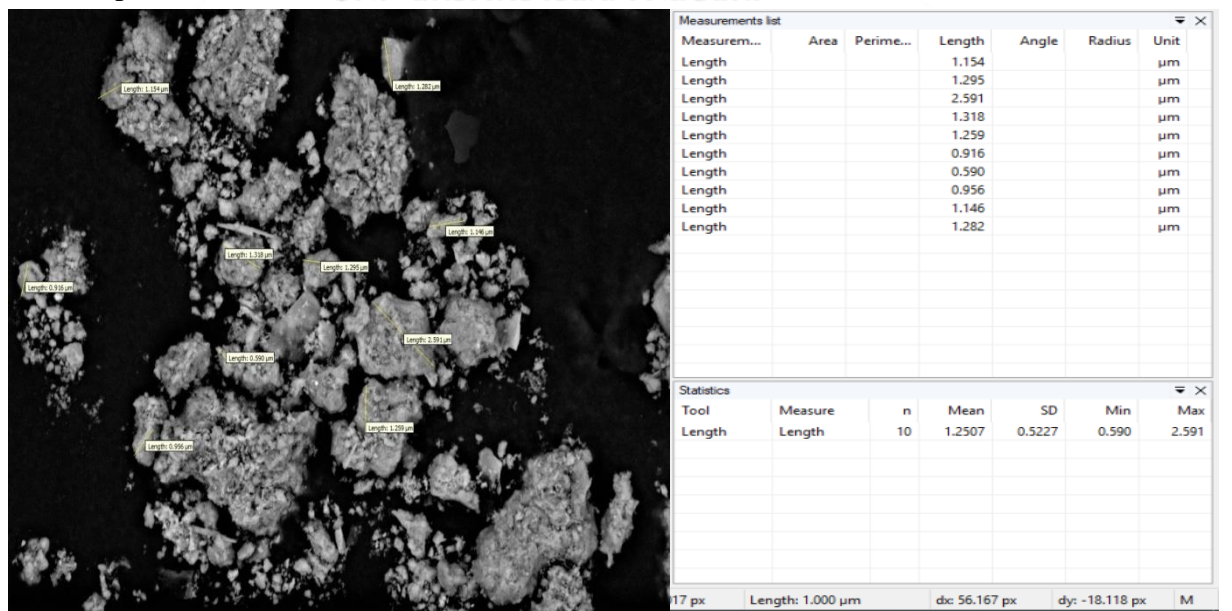 Length: 1.154 µm
Length: 1.282 µm
Length: 1.146 µm
Length: 1.318 µm
Length: 1.295 µm
Length: 0.916 µm
Length: 2.591 µm
Length: 0.590 µm
Length: 1.259 µm
Length: 0.956 µm
Measurements list
Measurem... Area Perime... Length Angle Radius Unit
Length 1.154 µm
Length 1.295 µm
Length 2.591 µm
Length 1.318 µm
Length 1.259 µm
Length 0.916 µm
Length 0.590 µm
Length 0.956 µm
Length 1.146 µm
Length 1.282 µm
Statistics
Tool Measure n Mean SD Min Max
Length Length 10 1.2507 0.5227 0.590 2.591
17 px Length: 1.000 µm dx: 56.167 px dy: -18.118 px M